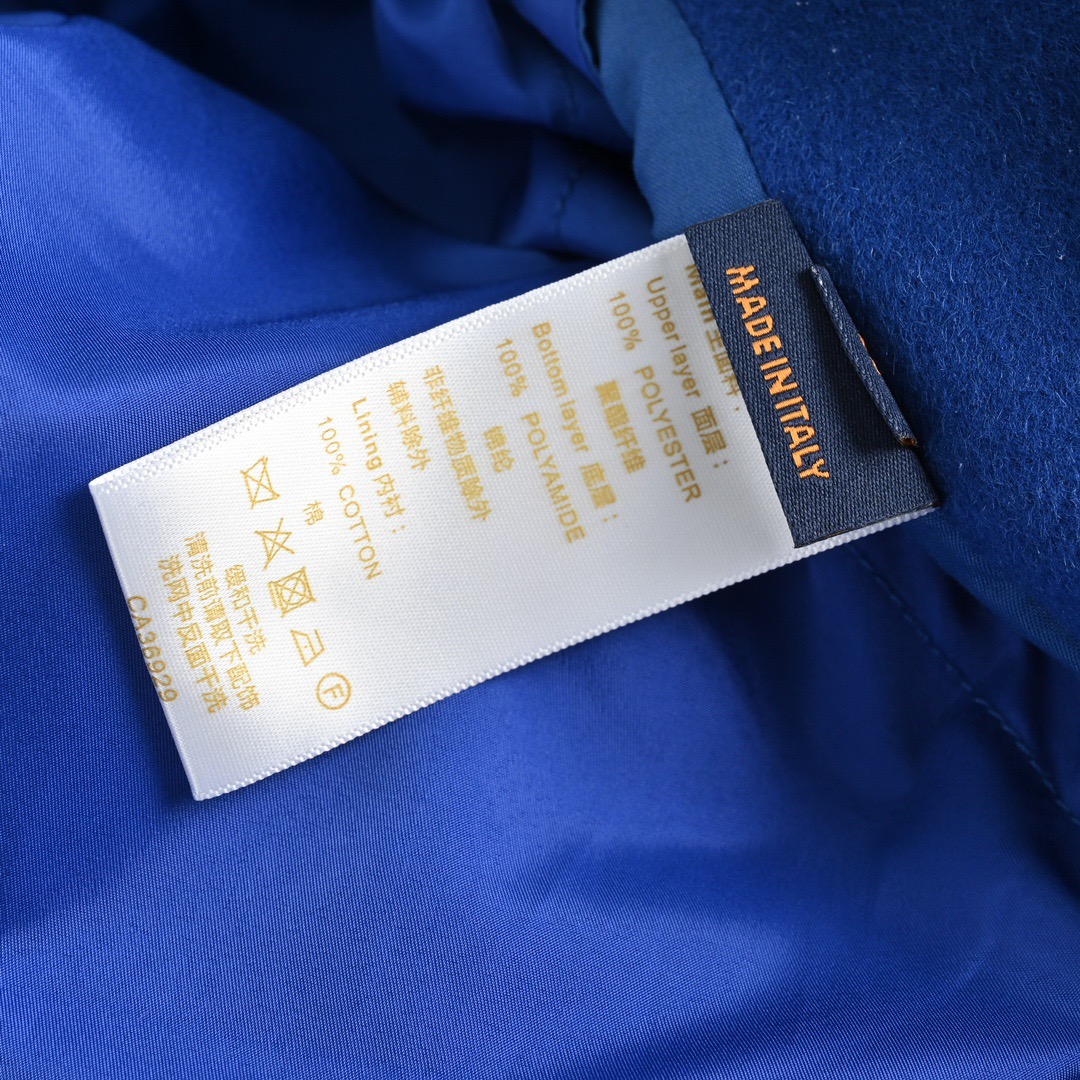 MADE IN ITALY
Main 主面料：
Upper layer 面层：
100% POLYESTER
聚酯纤维
Bottom layer 底层：
100% POLYAMIDE
锦纶
非纤维物质除外
辅料除外
Lining 内衬：
100% COTTON
棉
F
缓和干洗
清洗前请取下配饰
洗网中反面干洗
CA36929